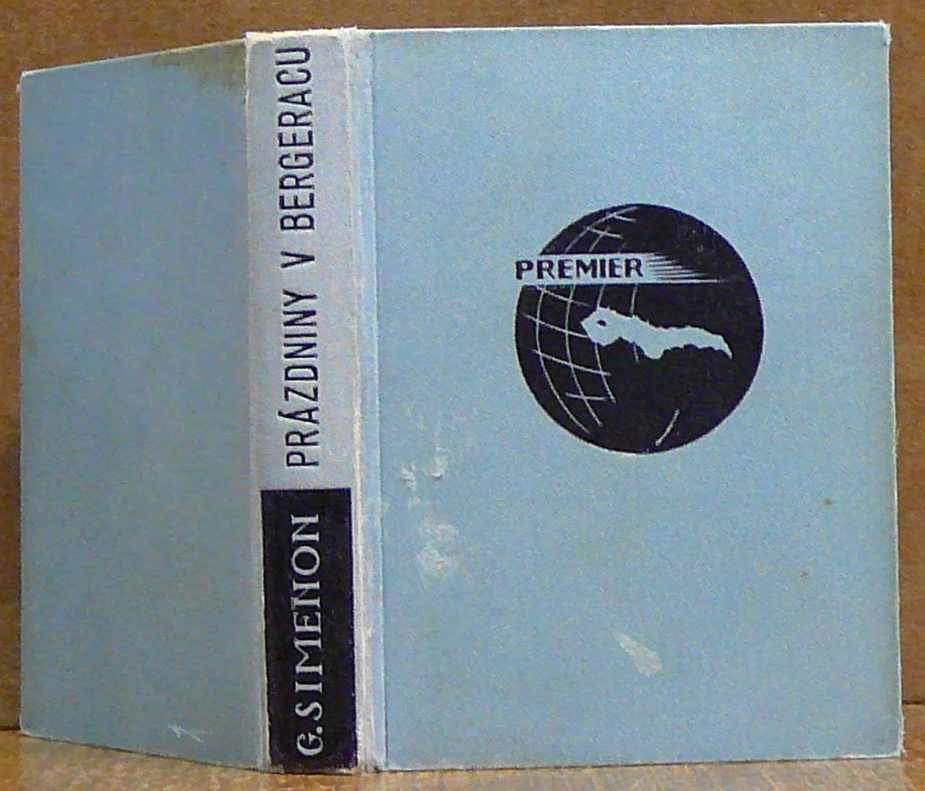 PRÁZDNINY V BERGERACU
G. SIMENON
PREMIER